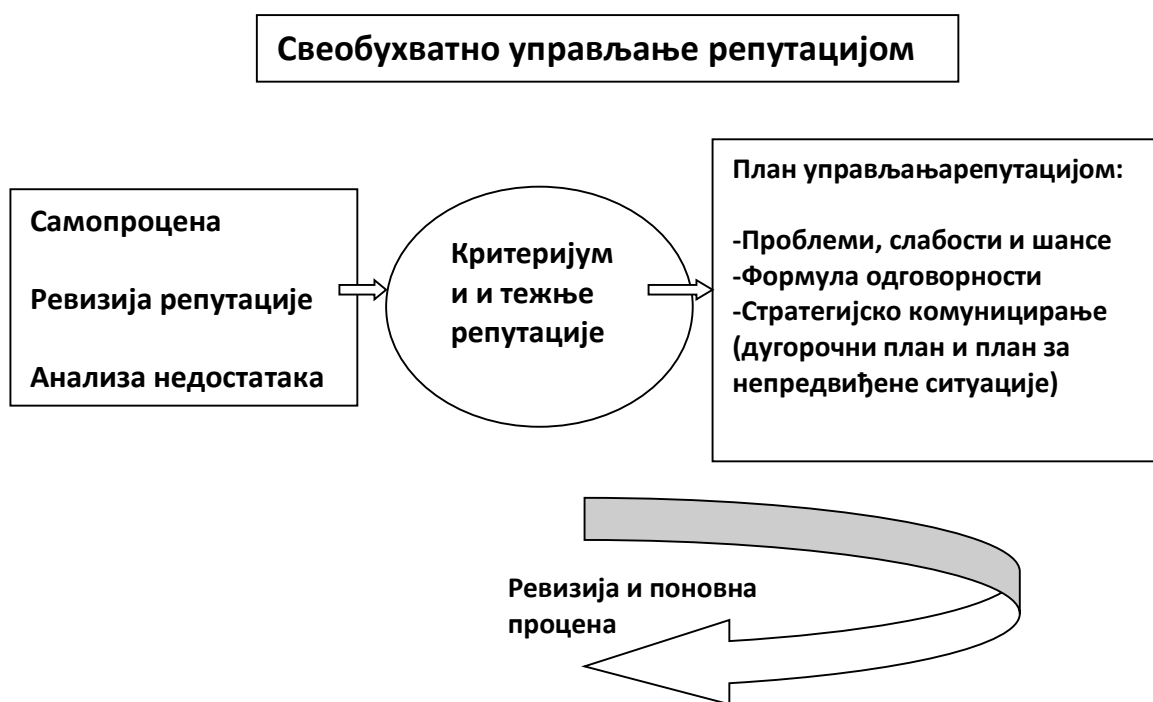 Свеобухватно управљање репутацијом
Самопроцена
Ревизија репутације
Анализа недостатака
Критеријум
и и тежње
репутације
План управљањарепутацијом:
-Проблеми, слабости и шансе
-Формула одговорности
-Стратегијско комуницирање
(дугорочни план и план за
непредвиђене ситуације)
Ревизија и поновна
процена